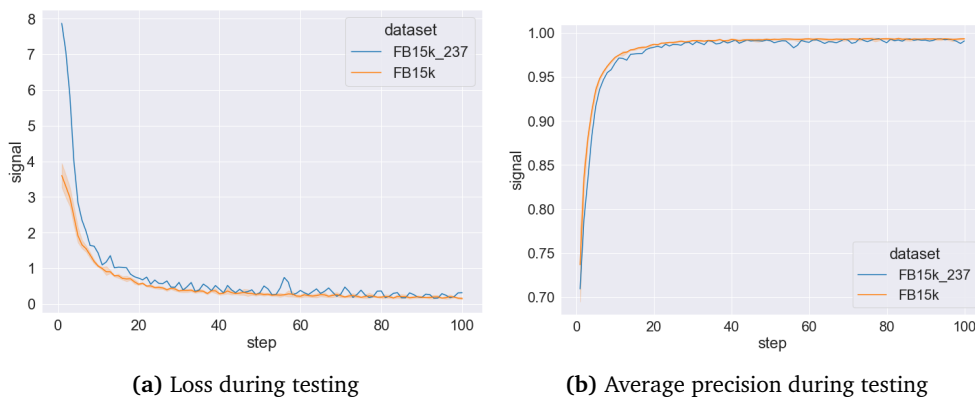 8
7
6
5
4
3
2
1
0
signal
dataset
FB15k_237
FB15k
0
20
40
60
80
100
step
(a) Loss during testing
1.00
0.95
0.90
0.85
0.80
0.75
0.70
signal
dataset
FB15k_237
FB15k
0
20
40
60
80
100
step
(b) Average precision during testing